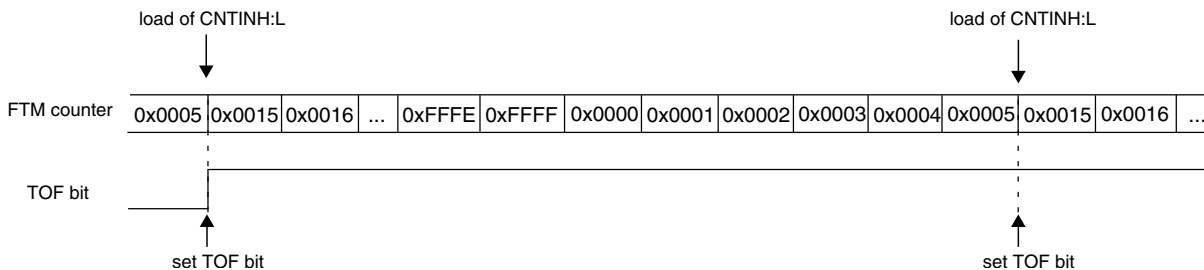 load of CNTINH:L load of CNTINH:L
FTM counter 0x0005 0x0015 0x0016 ... 0xFFFE 0xFFFF 0x0000 0x0001 0x0002 0x0003 0x0004 0x0005 0x0015 0x0016 ...
TOF bit
set TOF bit set TOF bit